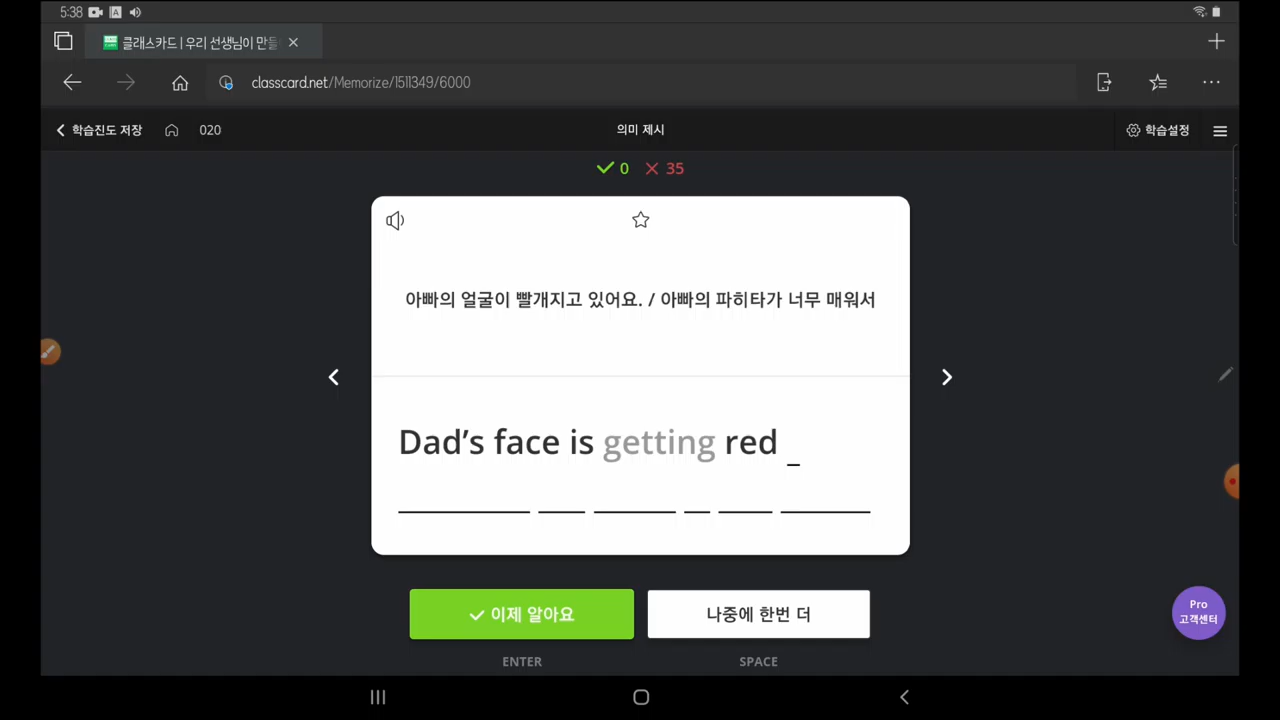 5:38
클래스카드 | 우리 선생님이 만들
classcard.net/Memorize/1511349/6000
학습진도 저장 020 의미 제시 학습설정
0 35
아빠의 얼굴이 빨개지고 있어요. / 아빠의 파히타가 너무 매워서
Dad's face is getting red _
이제 알아요 나중에 한번 더
ENTER SPACE
Pro
고객센터